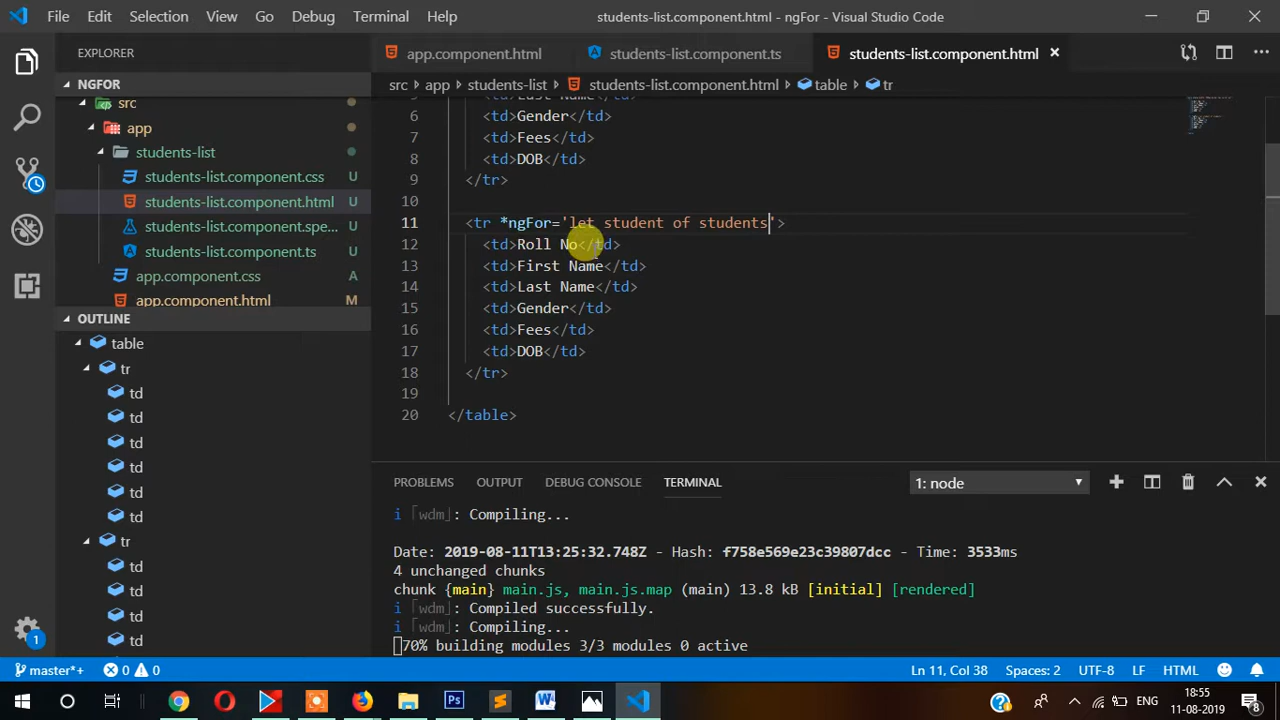 File Edit Selection View Go Debug Terminal Help students-list.component.html - ngFor - Visual Studio Code
EXPLORER
app.component.html students-list.component.ts students-list.component.html
NGFOR
src app students-list students-list.component.html table tr
src
app
students-list
students-list.component.css U
students-list.component.html U
students-list.component.spe... U
students-list.component.ts U
app.component.css A
app.component.html M
6 <td>Gender</td>
7 <td>Fees</td>
8 <td>DOB</td>
9 </tr>
10
11 <tr *ngFor='let student of students'>
12 <td>Roll No</td>
13 <td>First Name</td>
14 <td>Last Name</td>
15 <td>Gender</td>
16 <td>Fees</td>
17 <td>DOB</td>
18 </tr>
19
20 </table>
OUTLINE
table
tr
td
td
td
td
td
td
tr
td
td
td
td
PROBLEMS OUTPUT DEBUG CONSOLE TERMINAL 1: node
i ｢wdm｣: Compiling...
Date: 2019-08-11T13:25:32.748Z - Hash: f758e569e23c39807dcc - Time: 3533ms
4 unchanged chunks
chunk {main} main.js, main.js.map (main) 13.8 kB [initial] [rendered]
i ｢wdm｣: Compiled successfully.
i ｢wdm｣: Compiling...
70% building modules 3/3 modules 0 active
1
master*+ 0 0 Ln 11, Col 38 Spaces: 2 UTF-8 LF HTML
ENG 18:55
11-08-2019 8